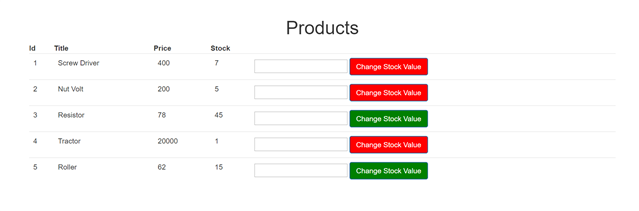 Products
Id Title Price Stock
1 Screw Driver 400 7 Change Stock Value
2 Nut Volt 200 5 Change Stock Value
3 Resistor 78 45 Change Stock Value
4 Tractor 20000 1 Change Stock Value
5 Roller 62 15 Change Stock Value